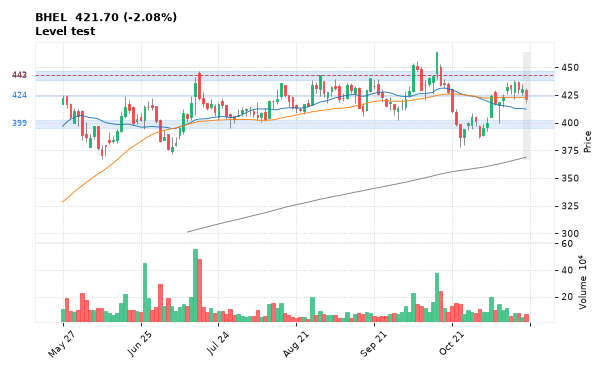 BHEL  421.70 (-2.08%)
Level test
442
424
399
450
425
400
375
350
325
300
Price
60
40
20
Volume 10⁴
May 27
Jun 25
Jul 24
Aug 21
Sep 21
Oct 21